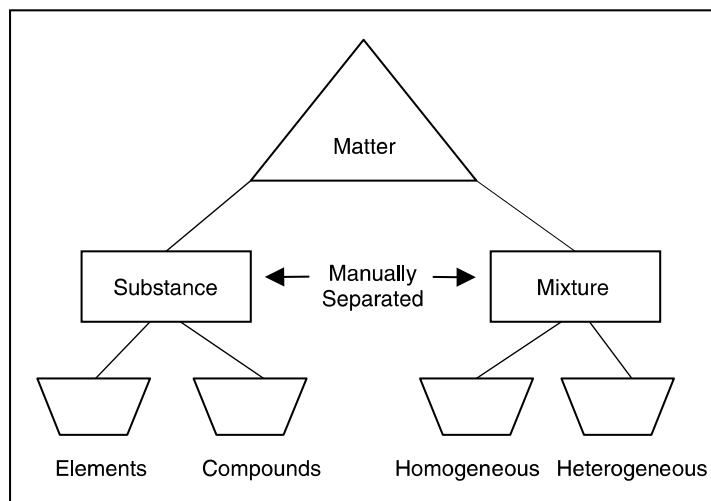 Matter
Substance
Manually
Separated
Mixture
Elements
Compounds
Homogeneous
Heterogeneous